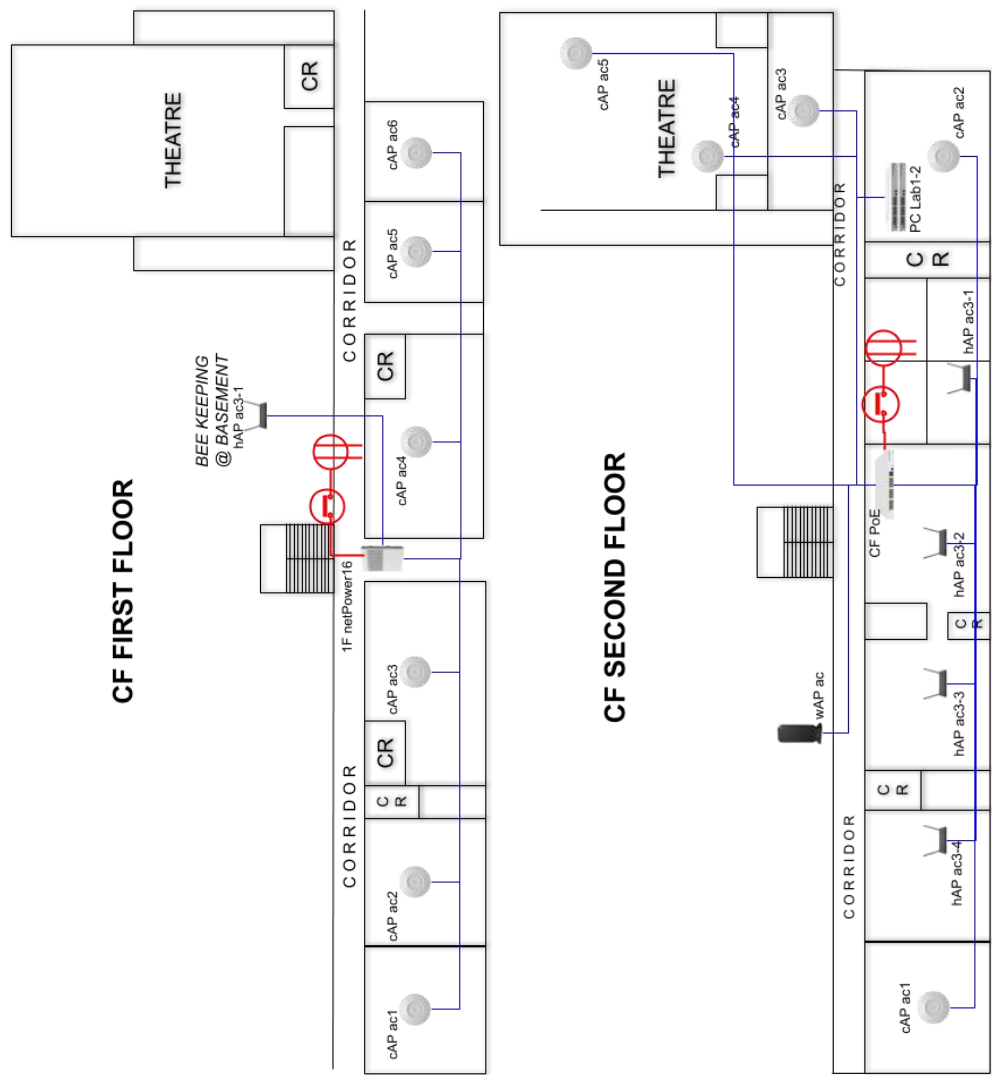 CF FIRST FLOOR
THEATRE
CR
CORRIDOR
BEE KEEPING
@ BASEMENT
hAP ac3-1
1F netPower16
cAP ac6
cAP ac5
CR
cAP ac4
cAP ac3
CR
C
R
CORRIDOR
cAP ac2
cAP ac1
CF SECOND FLOOR
THEATRE
cAP ac5
cAP ac4
cAP ac3
cAP ac2
PC Lab1-2
CORRIDOR
C
R
hAP ac3-1
CF PoE
hAP ac3-2
C
R
hAP ac3-3
wAP ac
C
R
hAP ac3-4
CORRIDOR
cAP ac1